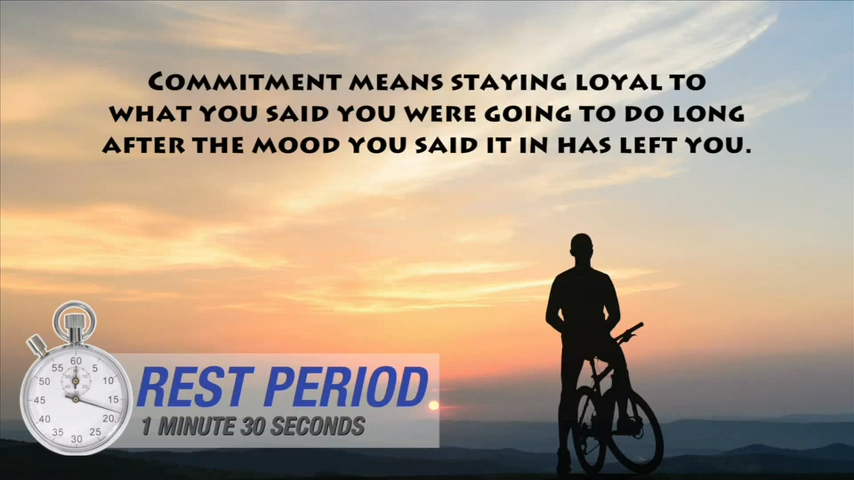 COMMITMENT MEANS STAYING LOYAL TO
WHAT YOU SAID YOU WERE GOING TO DO LONG
AFTER THE MOOD YOU SAID IT IN HAS LEFT YOU.
60
55 5
50 10
45 15
40 20
35 25
30
REST PERIOD
1 MINUTE 30 SECONDS